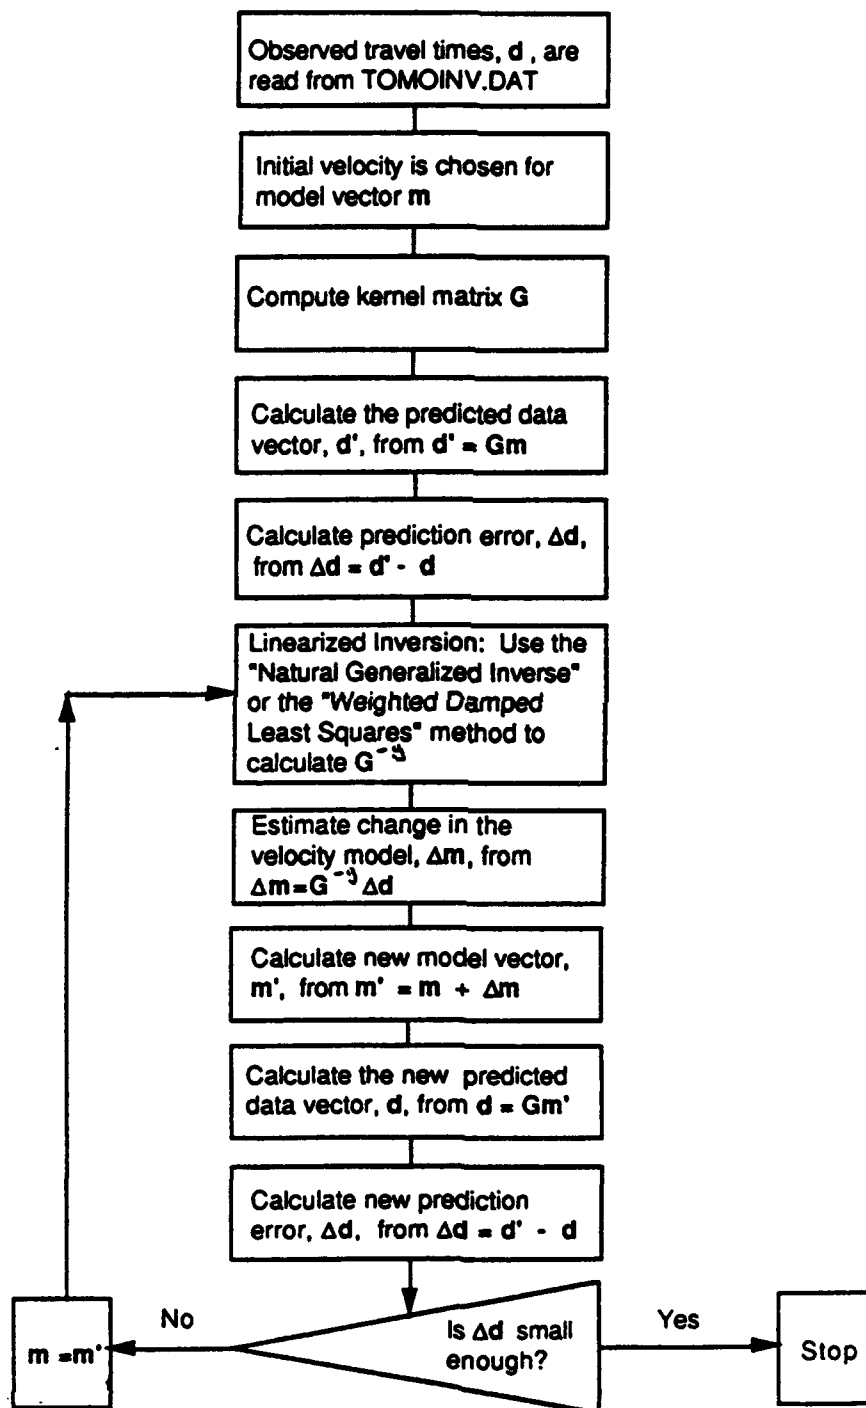 Observed travel times, d , are
read from TOMOINV.DAT
Initial velocity is chosen for
model vector m
Compute kernel matrix G
Calculate the predicted data
vector, d', from d' = Gm
Calculate prediction error, Δd,
from Δd = d' - d
Linearized Inversion: Use the
"Natural Generalized Inverse"
or the "Weighted Damped
Least Squares" method to
calculate G⁻ᵍ
Estimate change in the
velocity model, Δm, from
Δm=G⁻ᵍ Δd
Calculate new model vector,
m', from m' = m + Δm
Calculate the new predicted
data vector, d, from d = Gm'
Calculate new prediction
error, Δd, from Δd = d' - d
Is Δd small
enough?
No
Yes
m =m'
Stop